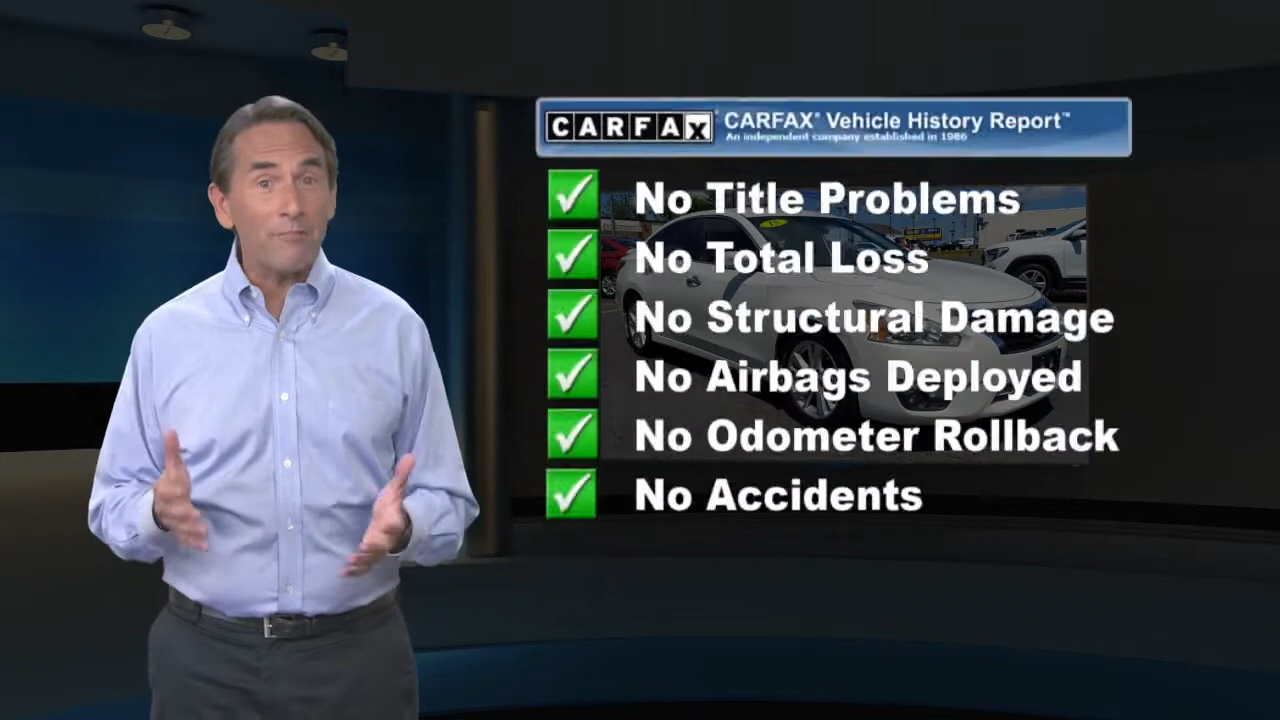 CARFAX® CARFAX® Vehicle History Report™
An independent company established in 1986
No Title Problems
No Total Loss
No Structural Damage
No Airbags Deployed
No Odometer Rollback
No Accidents